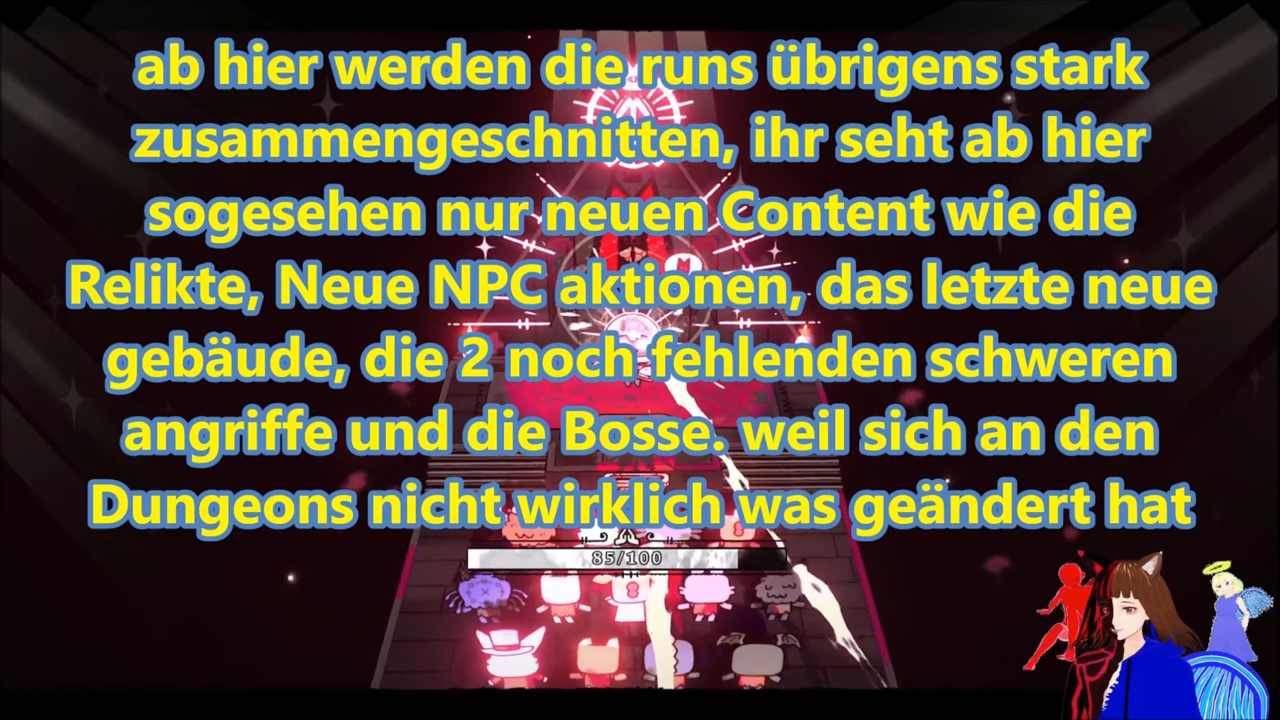 ab hier werden die runs übrigens stark
zusammengeschnitten, ihr seht ab hier
sogesehen nur neuen Content wie die
Relikte, Neue NPC aktionen, das letzte neue
gebäude, die 2 noch fehlenden schweren
angriffe und die Bosse. weil sich an den
Dungeons nicht wirklich was geändert hat
85/100